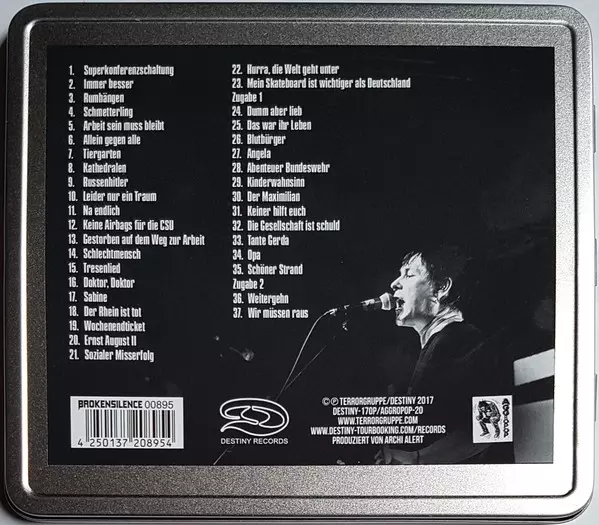 1. Superkonferenzschaltung
2. Immer besser
3. Rumhängen
4. Schmetterling
5. Arbeit sein muss bleibt
6. Allein gegen alle
7. Tiergarten
8. Kathedralen
9. Russenhitler
10. Leider nur ein Traum
11. Na endlich
12. Keine Airbags für die CSU
13. Gestorben auf dem Weg zur Arbeit
14. Schlechtmensch
15. Tresenlied
16. Doktor, Doktor
17. Sabine
18. Der Rhein ist tot
19. Wochenendticket
20. Ernst August II
21. Sozialer Misserfolg
22. Hurra, die Welt geht unter
23. Mein Skateboard ist wichtiger als Deutschland
Zugabe 1
24. Dumm aber lieb
25. Das war ihr Leben
26. Blutbürger
27. Angela
28. Abenteuer Bundeswehr
29. Kinderwahnsinn
30. Der Maximilian
31. Keiner hilft euch
32. Die Gesellschaft ist schuld
33. Tante Gerda
34. Opa
35. Schöner Strand
Zugabe 2
36. Weitergehn
37. Wir müssen raus
BROKENSILENCE 00895
4 250137 208954
DESTINY RECORDS
© ℗ TERRORGRUPPE/DESTINY 2017
DESTINY-170P/AGGROPOP-20
WWW.TERRORGRUPPE.COM
WWW.DESTINY-TOURBOOKING.COM/RECORDS
PRODUZIERT VON ARCHI ALERT
AGGROPOP